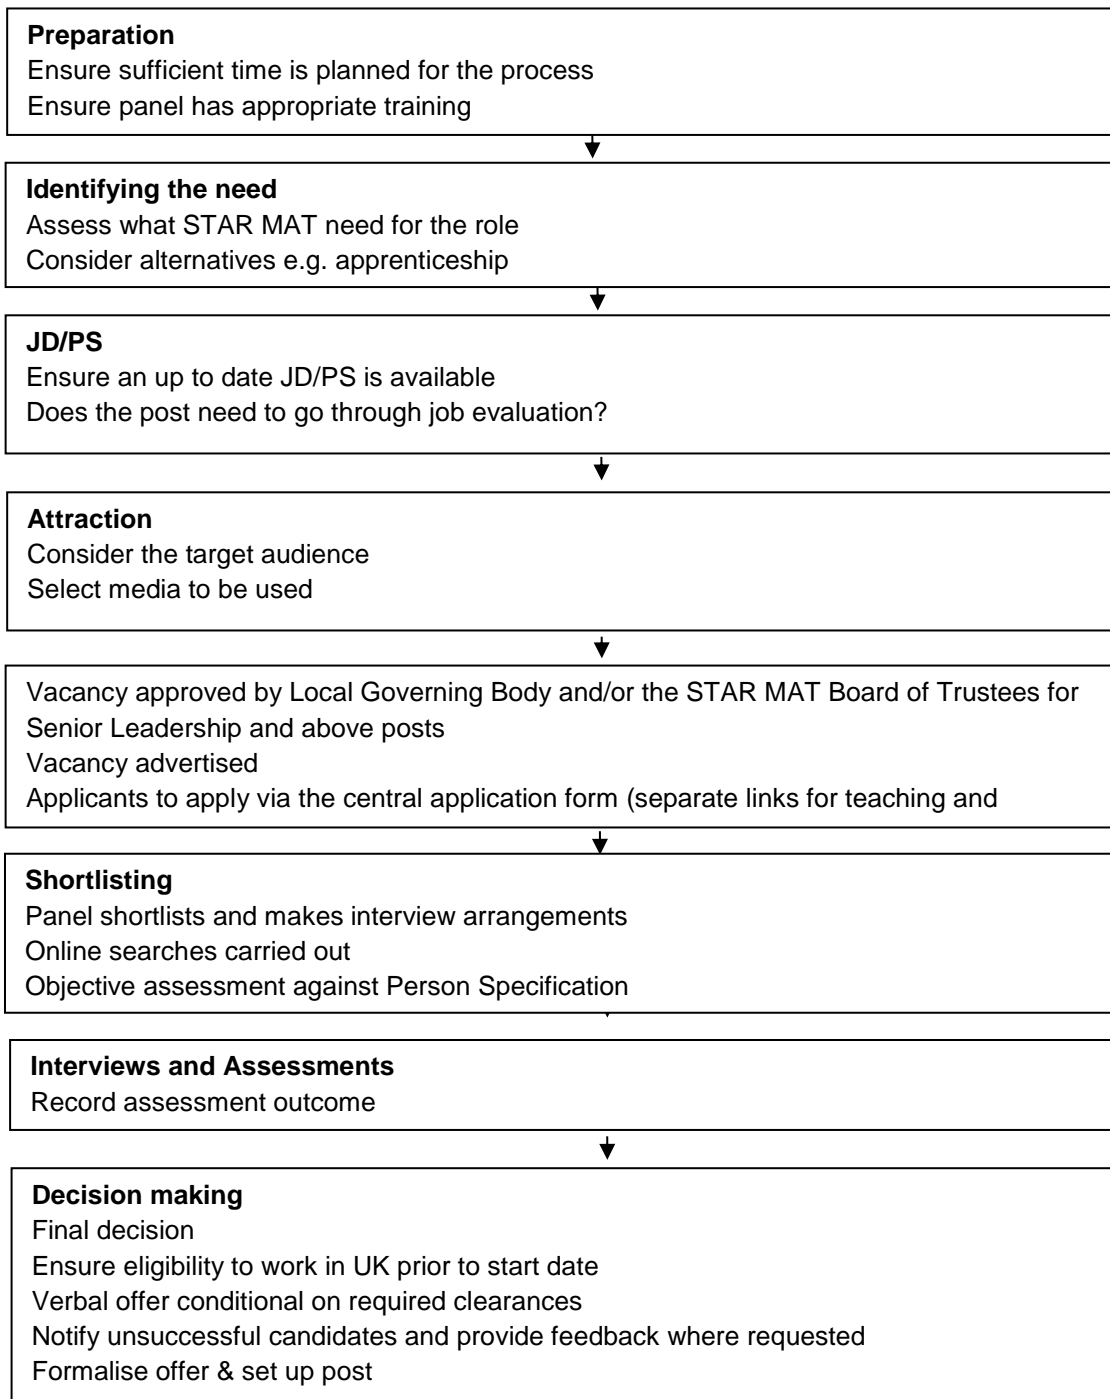 Preparation
Ensure sufficient time is planned for the process
Ensure panel has appropriate training
Identifying the need
Assess what STAR MAT need for the role
Consider alternatives e.g. apprenticeship
JD/PS
Ensure an up to date JD/PS is available
Does the post need to go through job evaluation?
Attraction
Consider the target audience
Select media to be used
Vacancy approved by Local Governing Body and/or the STAR MAT Board of Trustees for
Senior Leadership and above posts
Vacancy advertised
Applicants to apply via the central application form (separate links for teaching and
Shortlisting
Panel shortlists and makes interview arrangements
Online searches carried out
Objective assessment against Person Specification
Interviews and Assessments
Record assessment outcome
Decision making
Final decision
Ensure eligibility to work in UK prior to start date
Verbal offer conditional on required clearances
Notify unsuccessful candidates and provide feedback where requested
Formalise offer & set up post